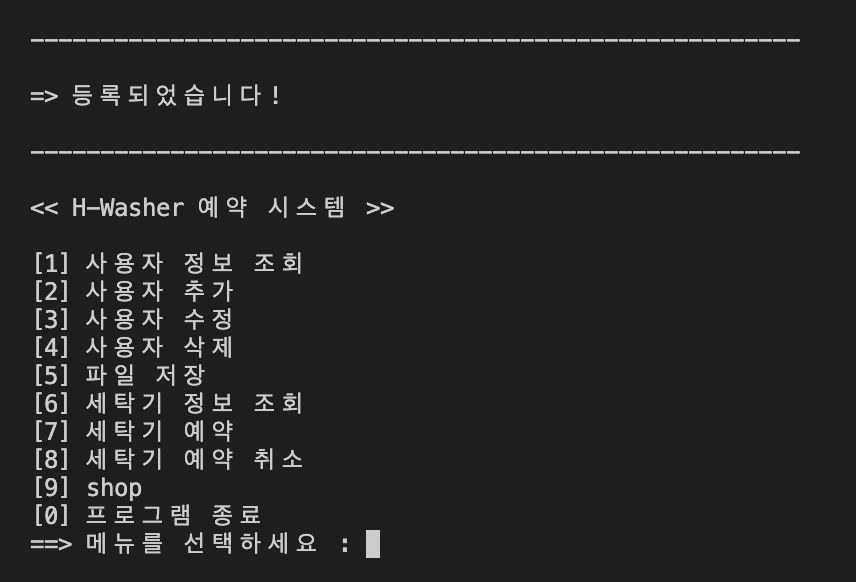 => 등록되었습니다!
<< H-Washer 예약 시스템 >>
[1] 사용자 정보 조회
[2] 사용자 추가
[3] 사용자 수정
[4] 사용자 삭제
[5] 파일 저장
[6] 세탁기 정보 조회
[7] 세탁기 예약
[8] 세탁기 예약 취소
[9] shop
[0] 프로그램 종료
==> 메뉴를 선택하세요 :